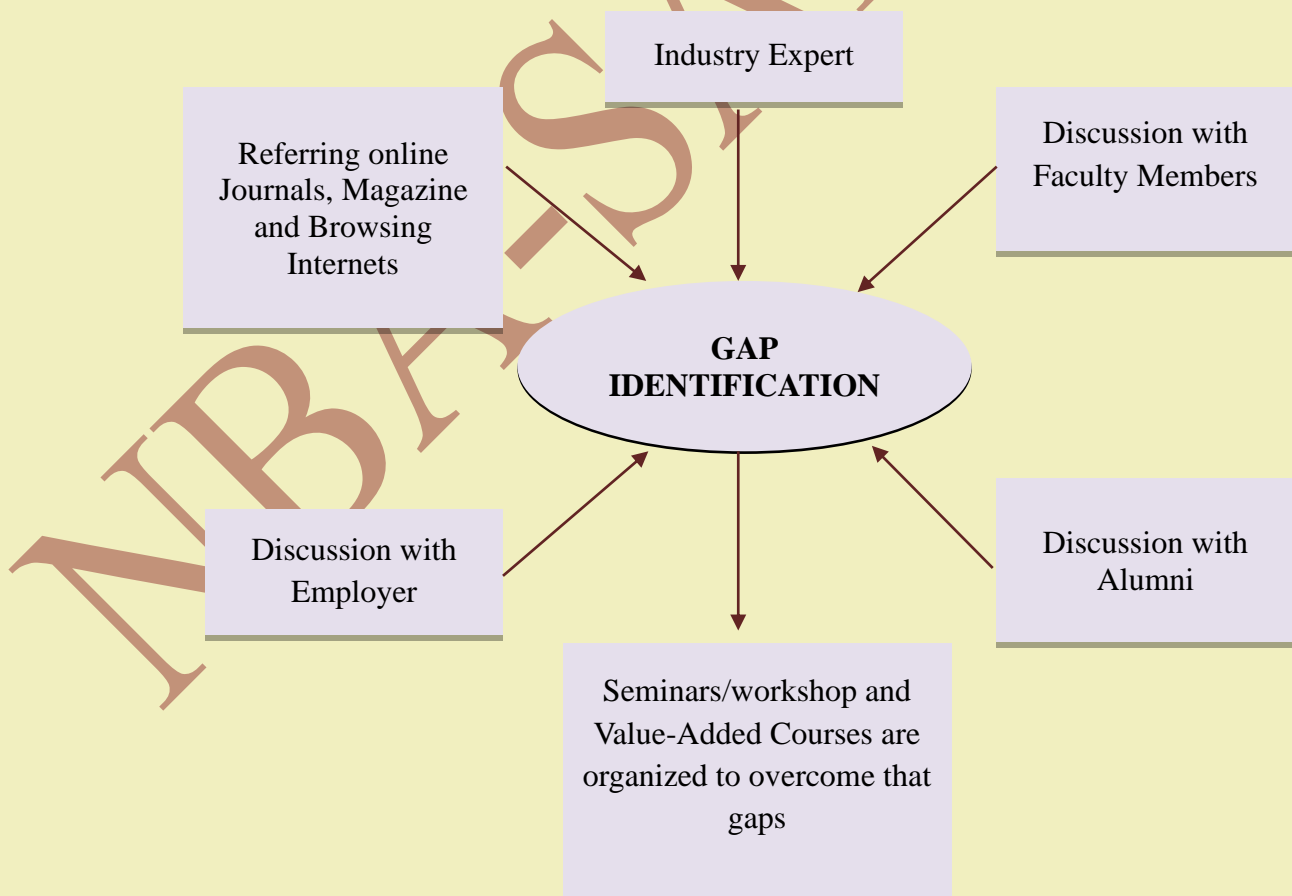 Industry Expert
Referring online
Journals, Magazine
and Browsing
Internets
Discussion with
Faculty Members
GAP
IDENTIFICATION
Discussion with
Employer
Discussion with
Alumni
Seminars/workshop and
Value-Added Courses are
organized to overcome that
gaps
NBA-SA